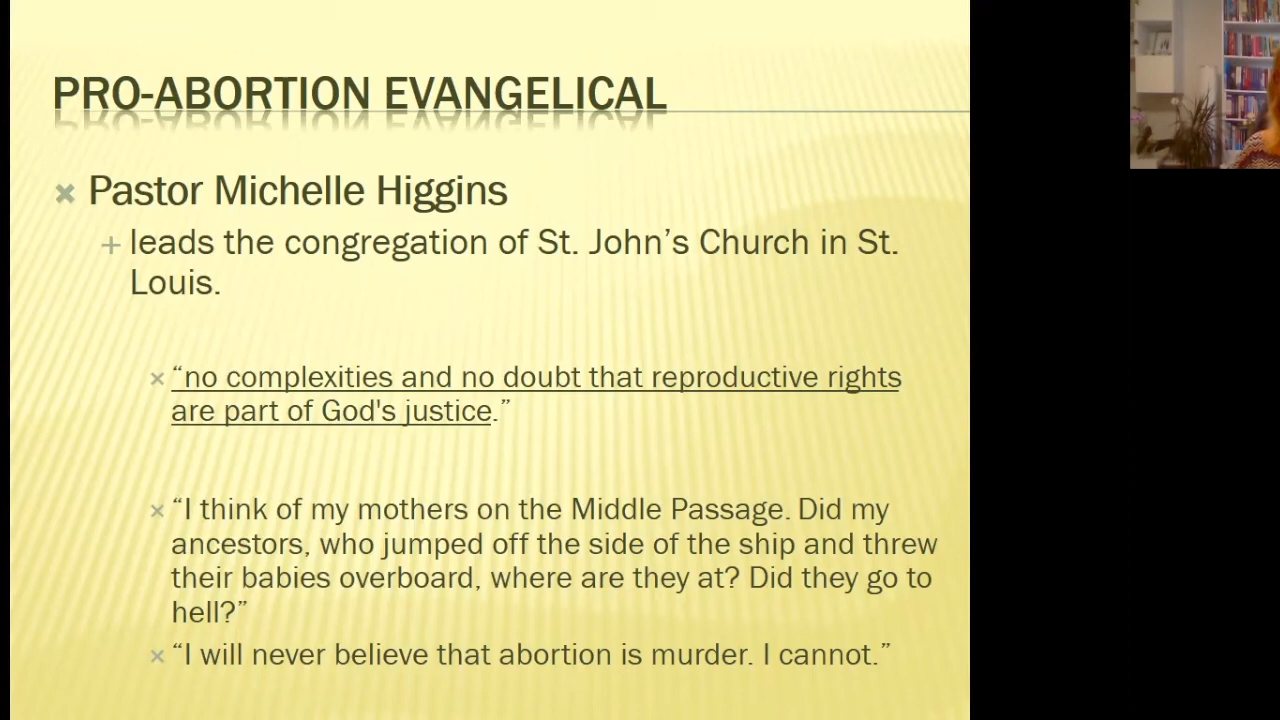 PRO-ABORTION EVANGELICAL
Pastor Michelle Higgins
leads the congregation of St. John’s Church in St.
Louis.
“no complexities and no doubt that reproductive rights
are part of God's justice.”
“I think of my mothers on the Middle Passage. Did my
ancestors, who jumped off the side of the ship and threw
their babies overboard, where are they at? Did they go to
hell?”
“I will never believe that abortion is murder. I cannot.”